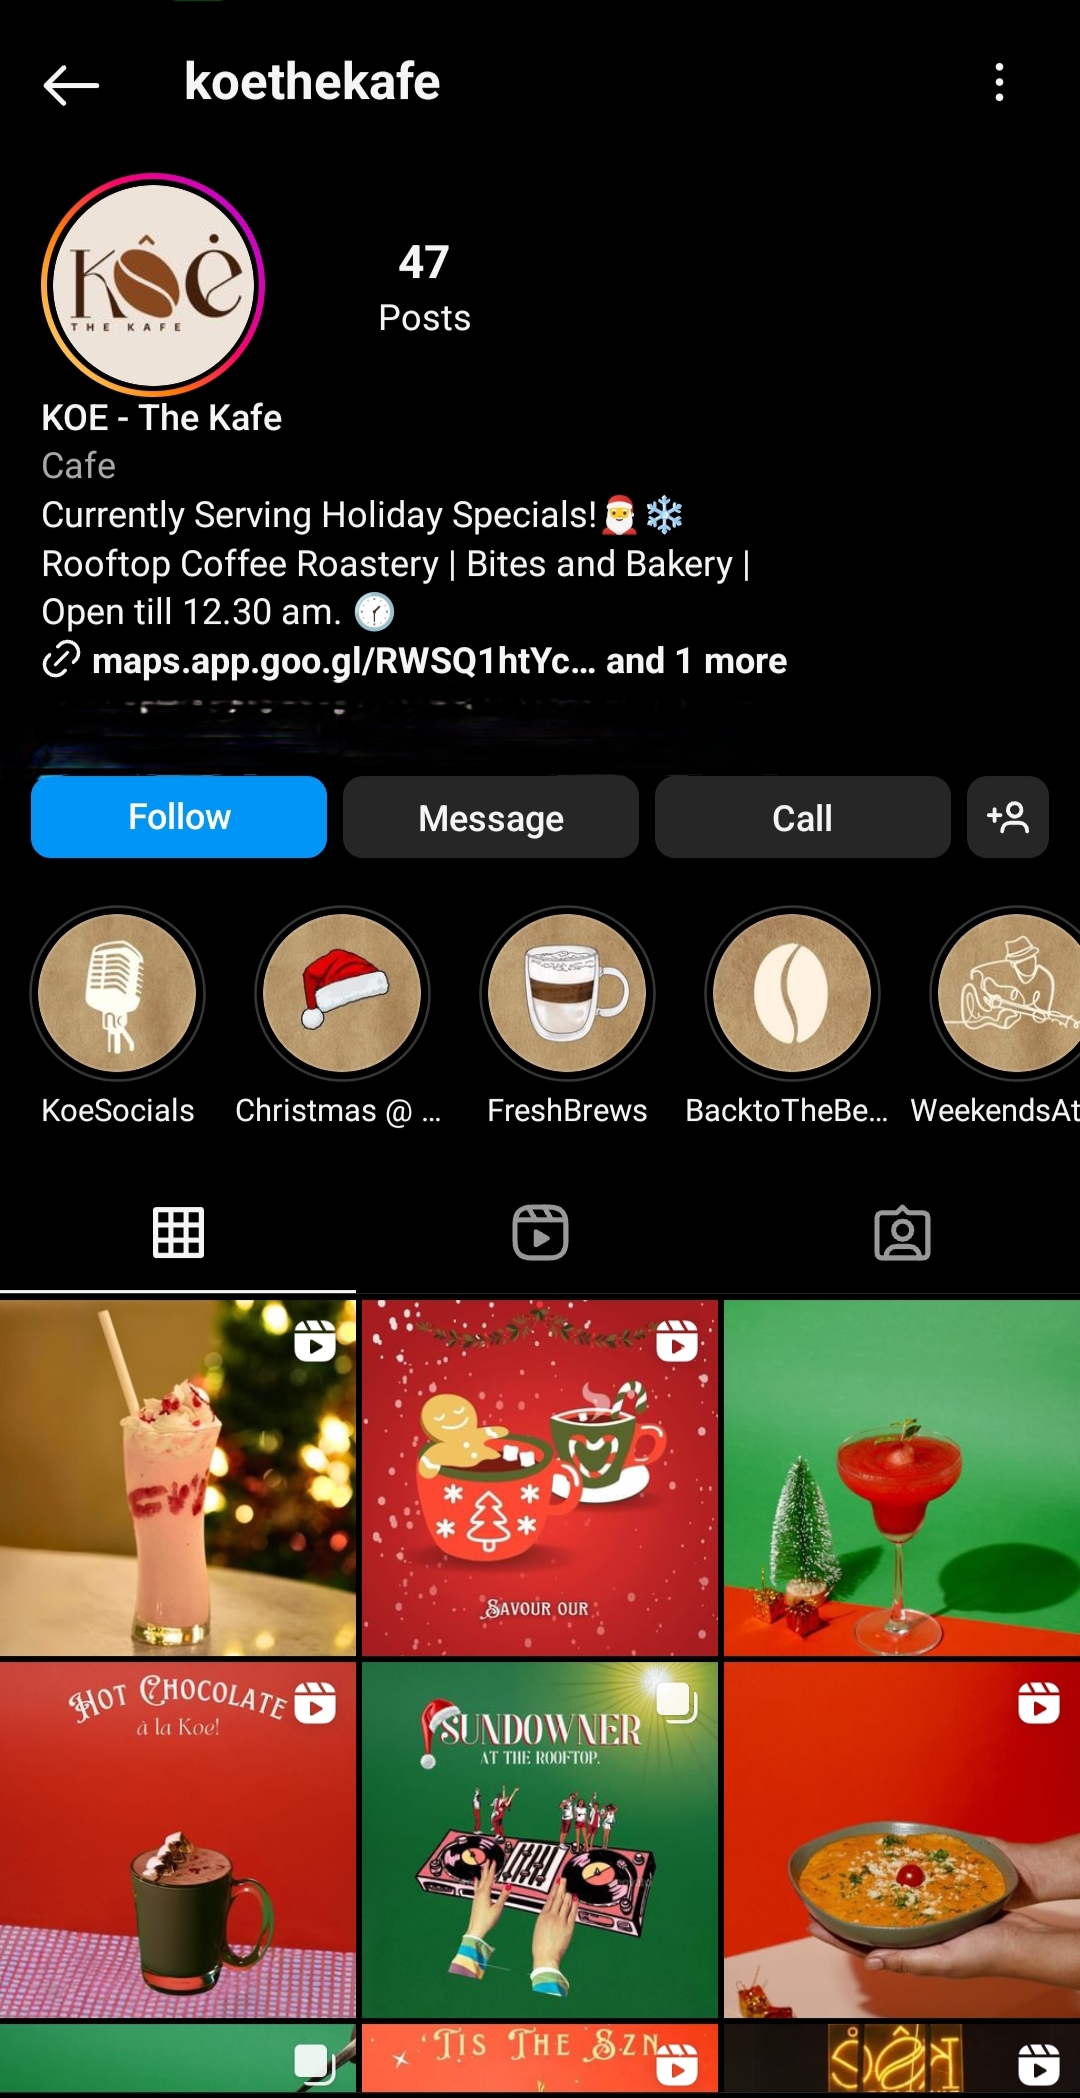 koethekafe
KôĖ
THE KAFE
47
Posts
KOE - The Kafe
Cafe
Currently Serving Holiday Specials!🎅❄️
Rooftop Coffee Roastery | Bites and Bakery |
Open till 12.30 am. 🕜
maps.app.goo.gl/RWSQ1htYc... and 1 more
Follow
Message
Call
KoeSocials
Christmas @ ...
FreshBrews
BacktoTheBe...
WeekendsAt
SAVOUR OUR
HOT CHOCOLATE
à la Koe!
SUNDOWNER
AT THE ROOFTOP.
'TIS THE SZN